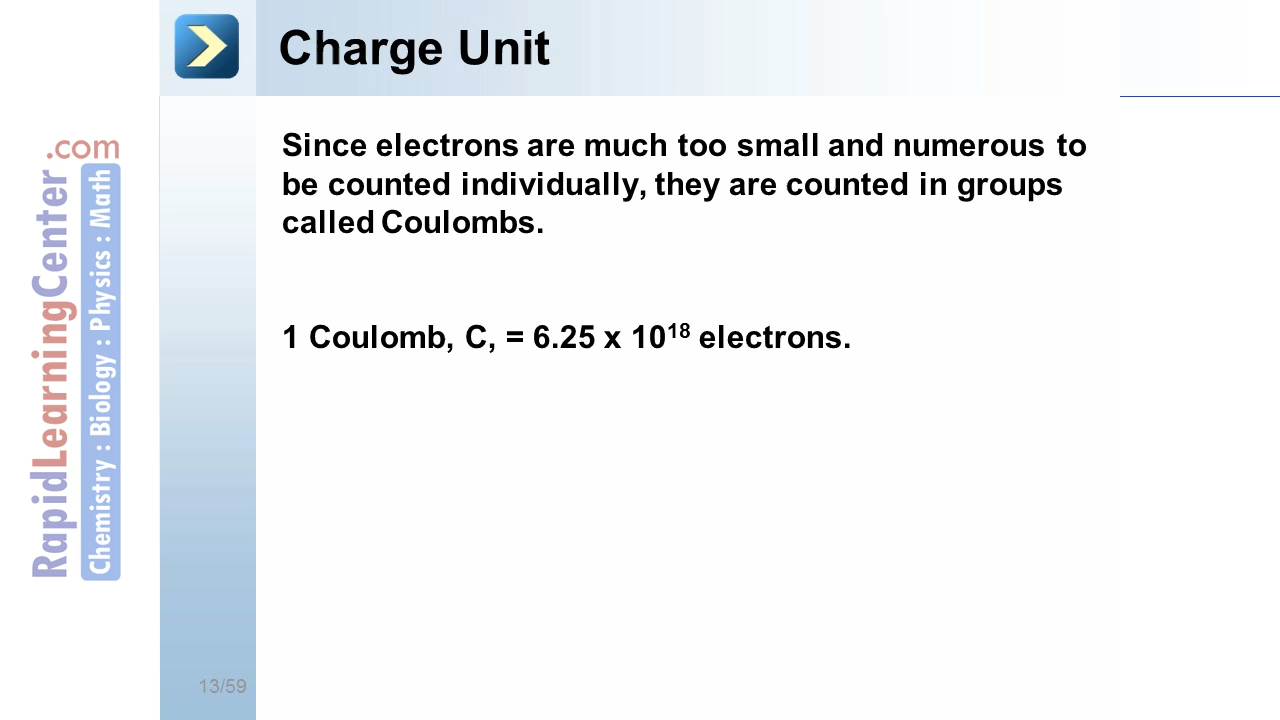 Charge Unit
Since electrons are much too small and numerous to
be counted individually, they are counted in groups
called Coulombs.
1 Coulomb, C, = 6.25 x 10¹⁸ electrons.
RapidLearningCenter.com
Chemistry : Biology : Physics : Math
13/59